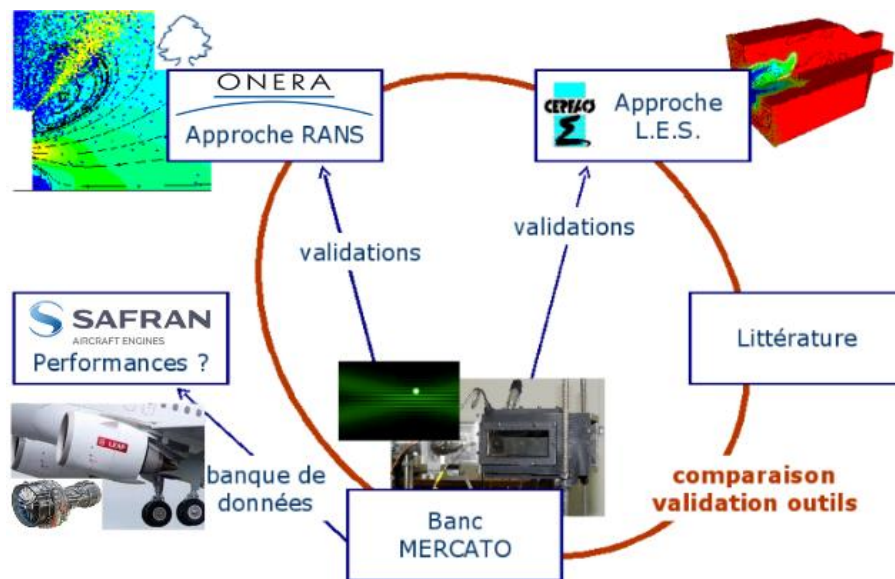 ONERA
Approche RANS
CERFACS
Approche
L.E.S.
validations
validations
SAFRAN
AIRCRAFT ENGINES
Performances ?
Littérature
LEAP
banque de
données
comparaison
validation outils
Banc
MERCATO